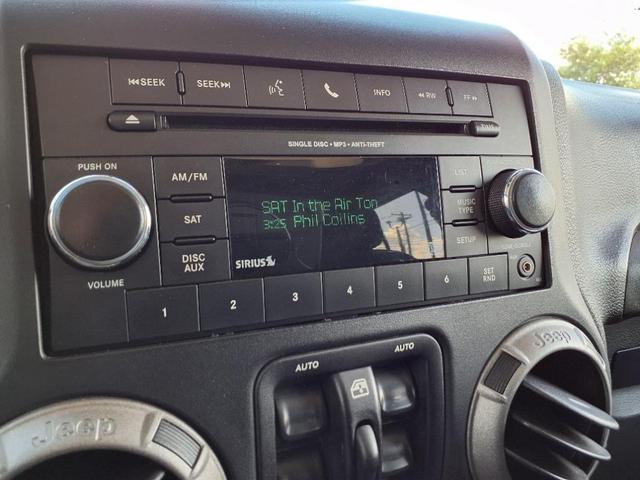 SEEK
SEEK
INFO
RW
FF
SINGLE DISC • MP3 • ANTI-THEFT
PUSH ON
VOLUME
AM/FM
SAT
DISC AUX
SAT In the Air Ton
3:25 Phil Collins
SIRIUS
LIST
MUSIC TYPE
SETUP
SET RND
1 2 3 4 5 6
AUTO AUTO
Jeep
Jeep